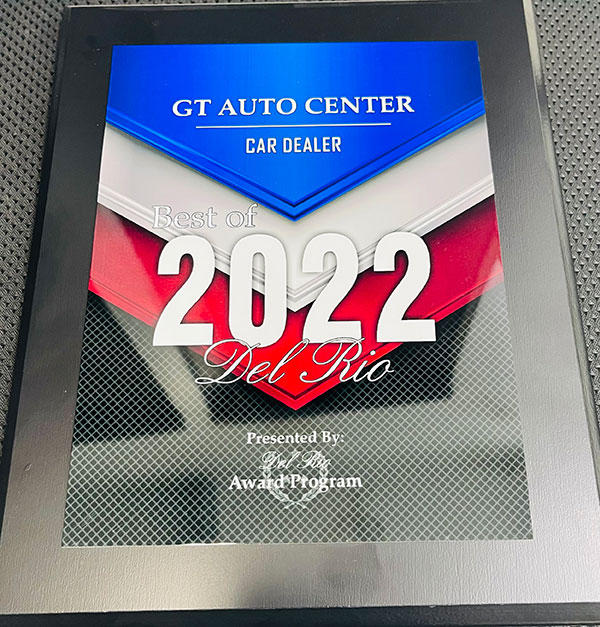 GT AUTO CENTER
CAR DEALER
Best of
2022
Del Rio
Presented By:
Del Rio
Award Program